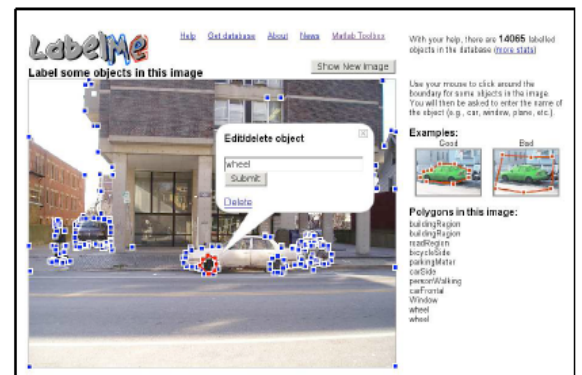 LabelMe
Help Get database About News Matlab Toolbox
Label some objects in this image
Show New Image
Edit/delete object
wheel
Submit
Delete
With your help, there are 14065 labelled
objects in the database (more stats)
Use your mouse to click around the
boundary for some objects in the image.
You will then be asked to enter the name of
the object (e.g., car, window, plane, etc.).
Examples:
Good Bad
Polygons in this image:
buildingRegion
buildingRegion
roadRegion
bicycleSide
parkingMeter
carSide
personWalking
carFrontal
Window
wheel
wheel